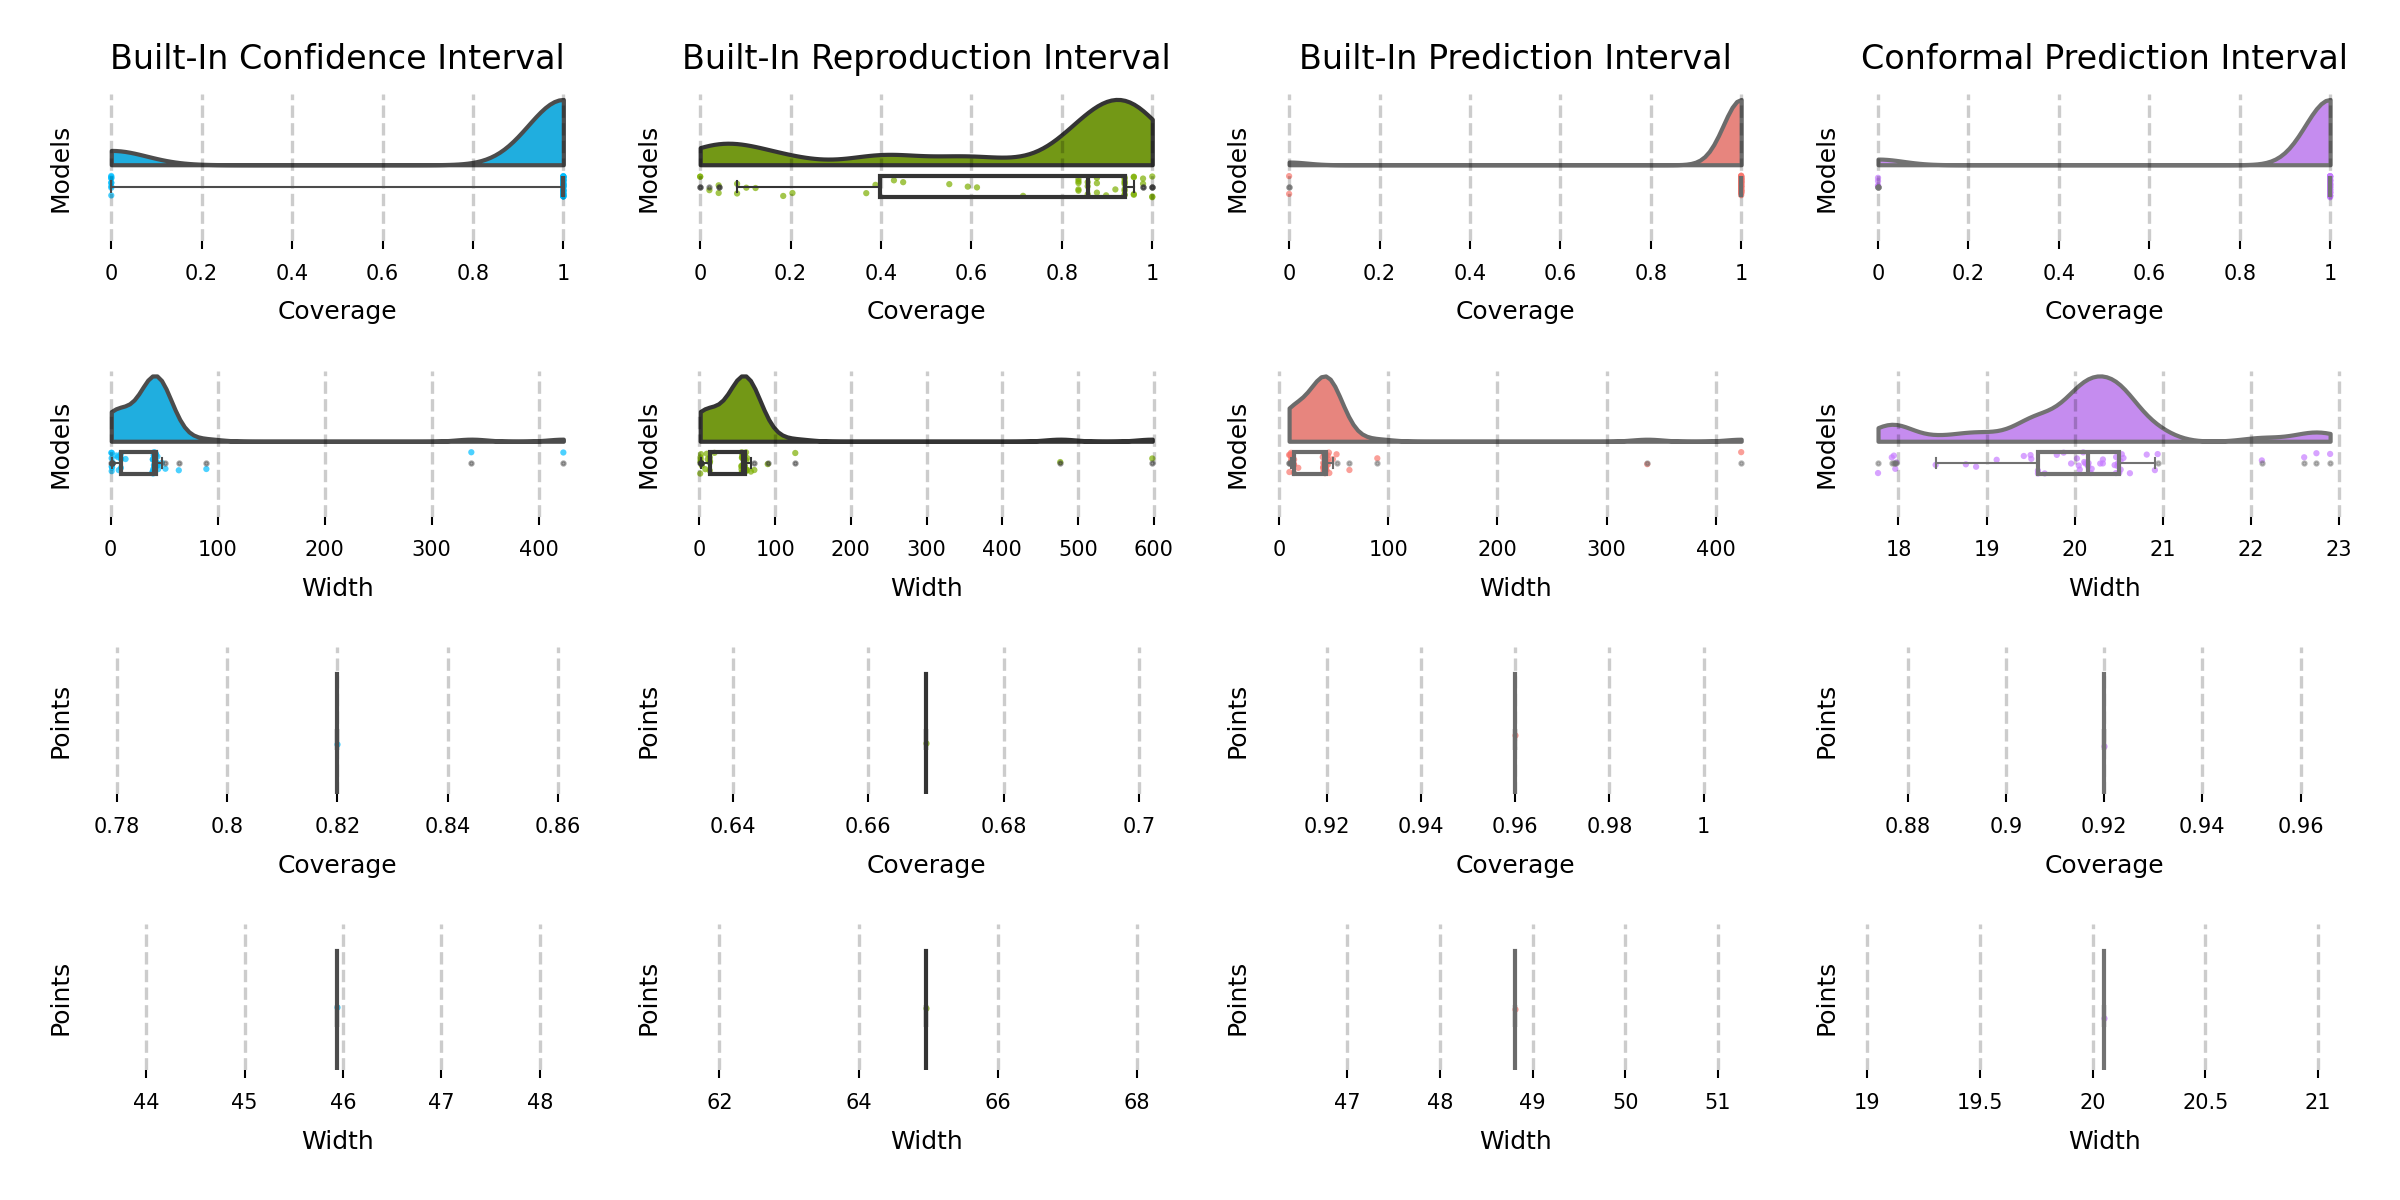 Built-In Confidence Interval Built-In Reproduction Interval Built-In Prediction Interval Conformal Prediction Interval
Models Models Models Models
0 0.2 0.4 0.6 0.8 1 0 0.2 0.4 0.6 0.8 1 0 0.2 0.4 0.6 0.8 1 0 0.2 0.4 0.6 0.8 1
Coverage Coverage Coverage Coverage
Models Models Models Models
0 100 200 300 400 0 100 200 300 400 500 600 0 100 200 300 400 18 19 20 21 22 23
Width Width Width Width
Points Points Points Points
0.78 0.8 0.82 0.84 0.86 0.64 0.66 0.68 0.7 0.92 0.94 0.96 0.98 1 0.88 0.9 0.92 0.94 0.96
Coverage Coverage Coverage Coverage
Points Points Points Points
44 45 46 47 48 62 64 66 68 47 48 49 50 51 19 19.5 20 20.5 21
Width Width Width Width